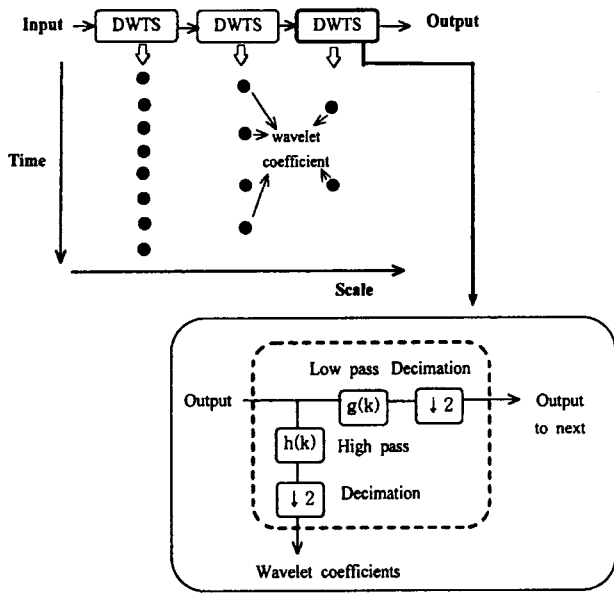 Input DWTS DWTS DWTS Output
wavelet
coefficient
Time
Scale
Low pass Decimation
Output g(k) ↓2 Output
to next
h(k) High pass
↓2 Decimation
Wavelet coefficients